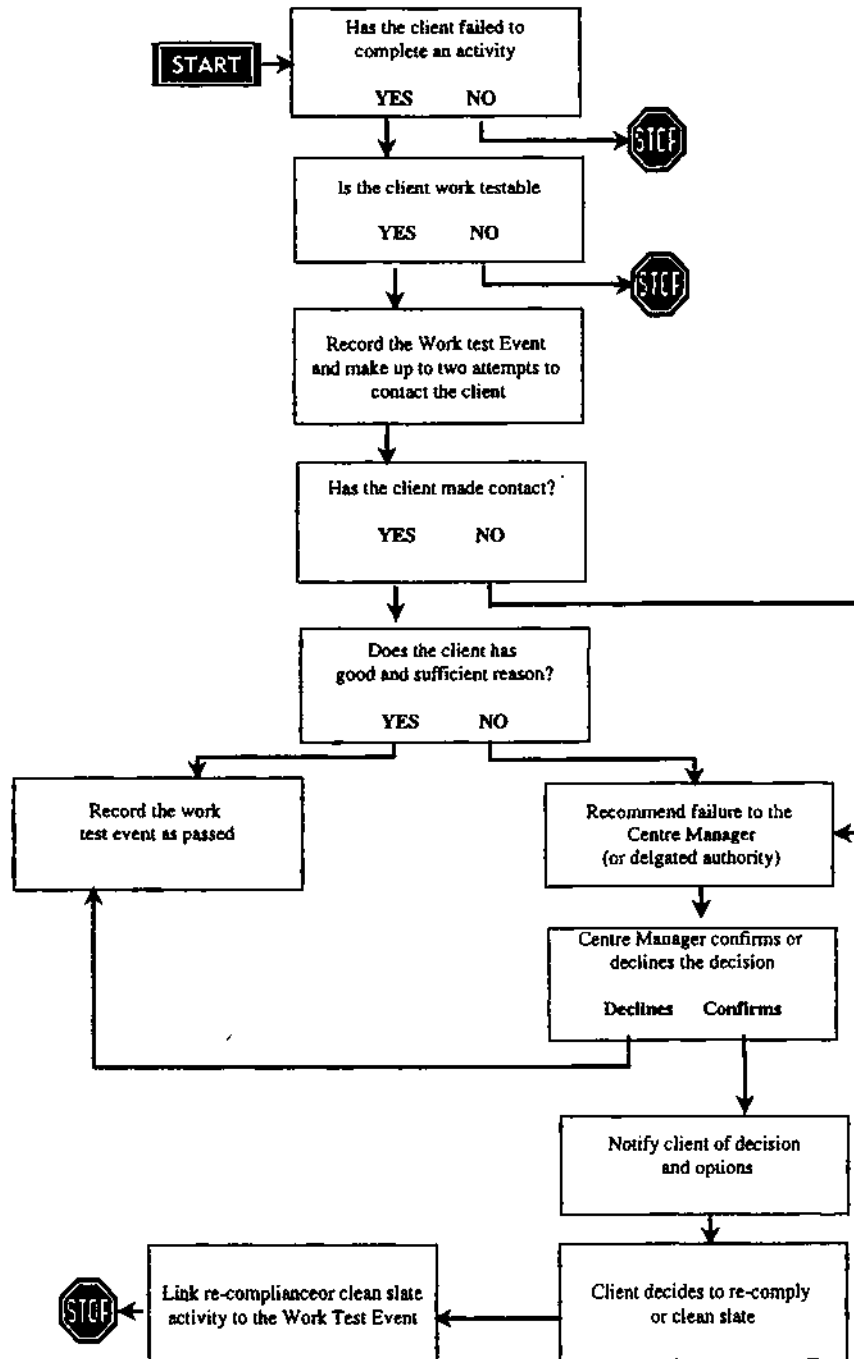 START
Has the client failed to
complete an activity
YES NO
STOP
Is the client work testable
YES NO
STOP
Record the Work test Event
and make up to two attempts to
contact the client
Has the client made contact?
YES NO
Does the client has
good and sufficient reason?
YES NO
Record the work
test event as passed
Recommend failure to the
Centre Manager
(or delgated authority)
Centre Manager confirms or
declines the decision
Declines Confirms
Notify client of decision
and options
Client decides to re-comply
or clean slate
Link re-complianceor clean slate
activity to the Work Test Event
STOP